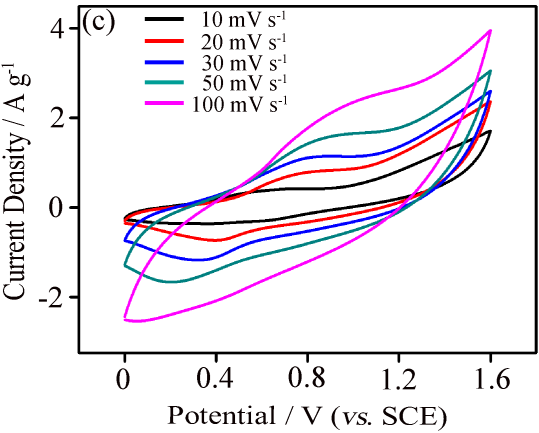 (c)
10 mV s-1
20 mV s-1
30 mV s-1
50 mV s-1
100 mV s-1
Current Density / A g-1
4
2
0
-2
0 0.4 0.8 1.2 1.6
Potential / V (vs. SCE)